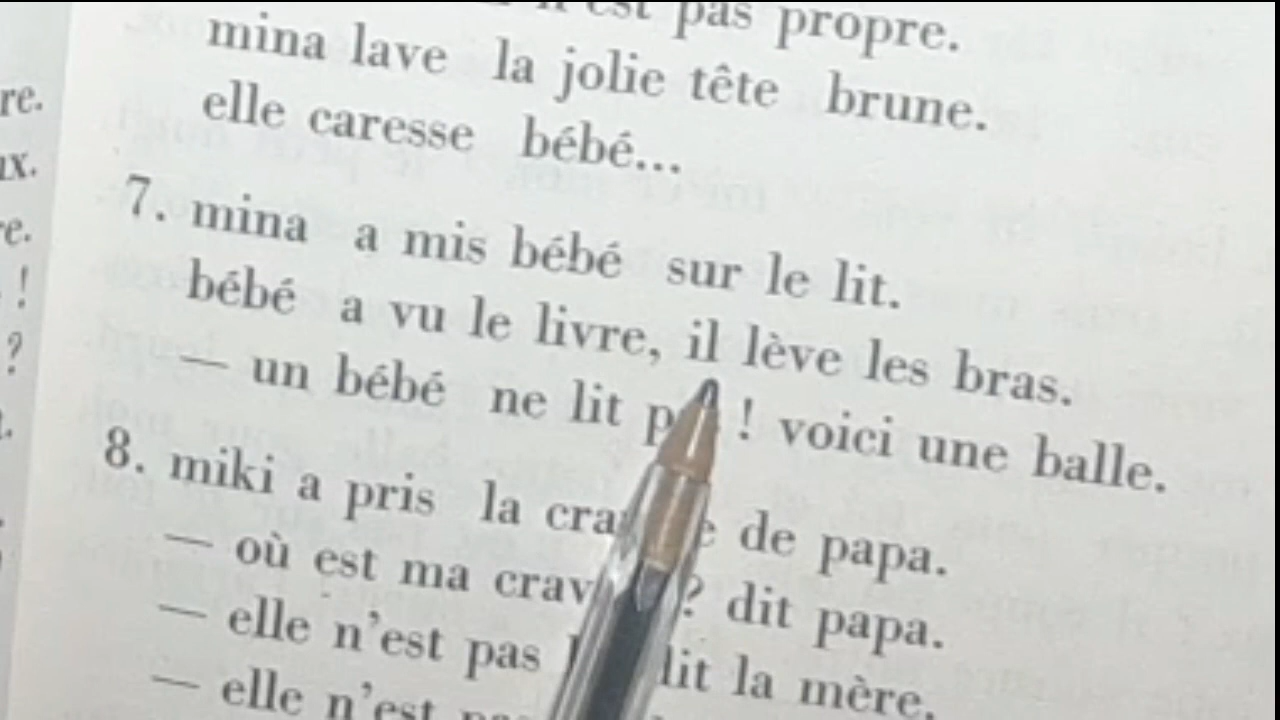 pas propre.
mina lave la jolie tête brune.
elle caresse bébé...
7. mina a mis bébé sur le lit.
bébé a vu le livre, il lève les bras.
— un bébé ne lit ! voici une balle.
8. miki a pris la de papa.
— où est ma ? dit papa.
— elle n'est pas dit la mère.
— elle n'est
re.
x.
e.
!
?